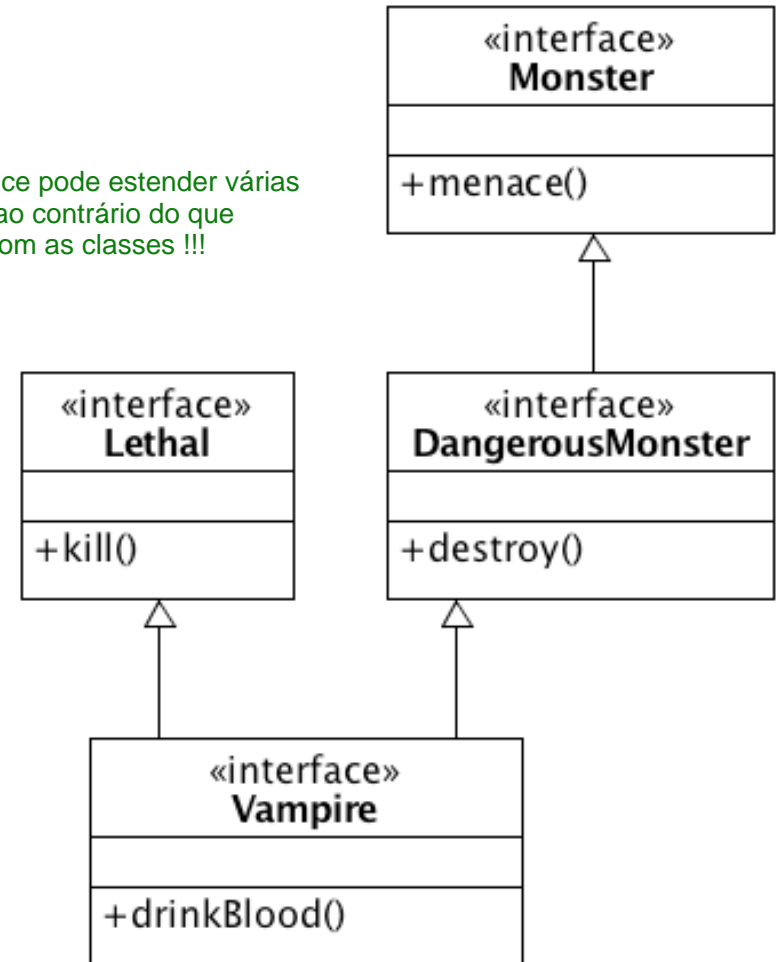 «interface»
Monster
+menace()
ce pode estender várias
ao contrário do que
om as classes !!!
«interface»
Lethal
+kill()
«interface»
DangerousMonster
+destroy()
«interface»
Vampire
+drinkBlood()